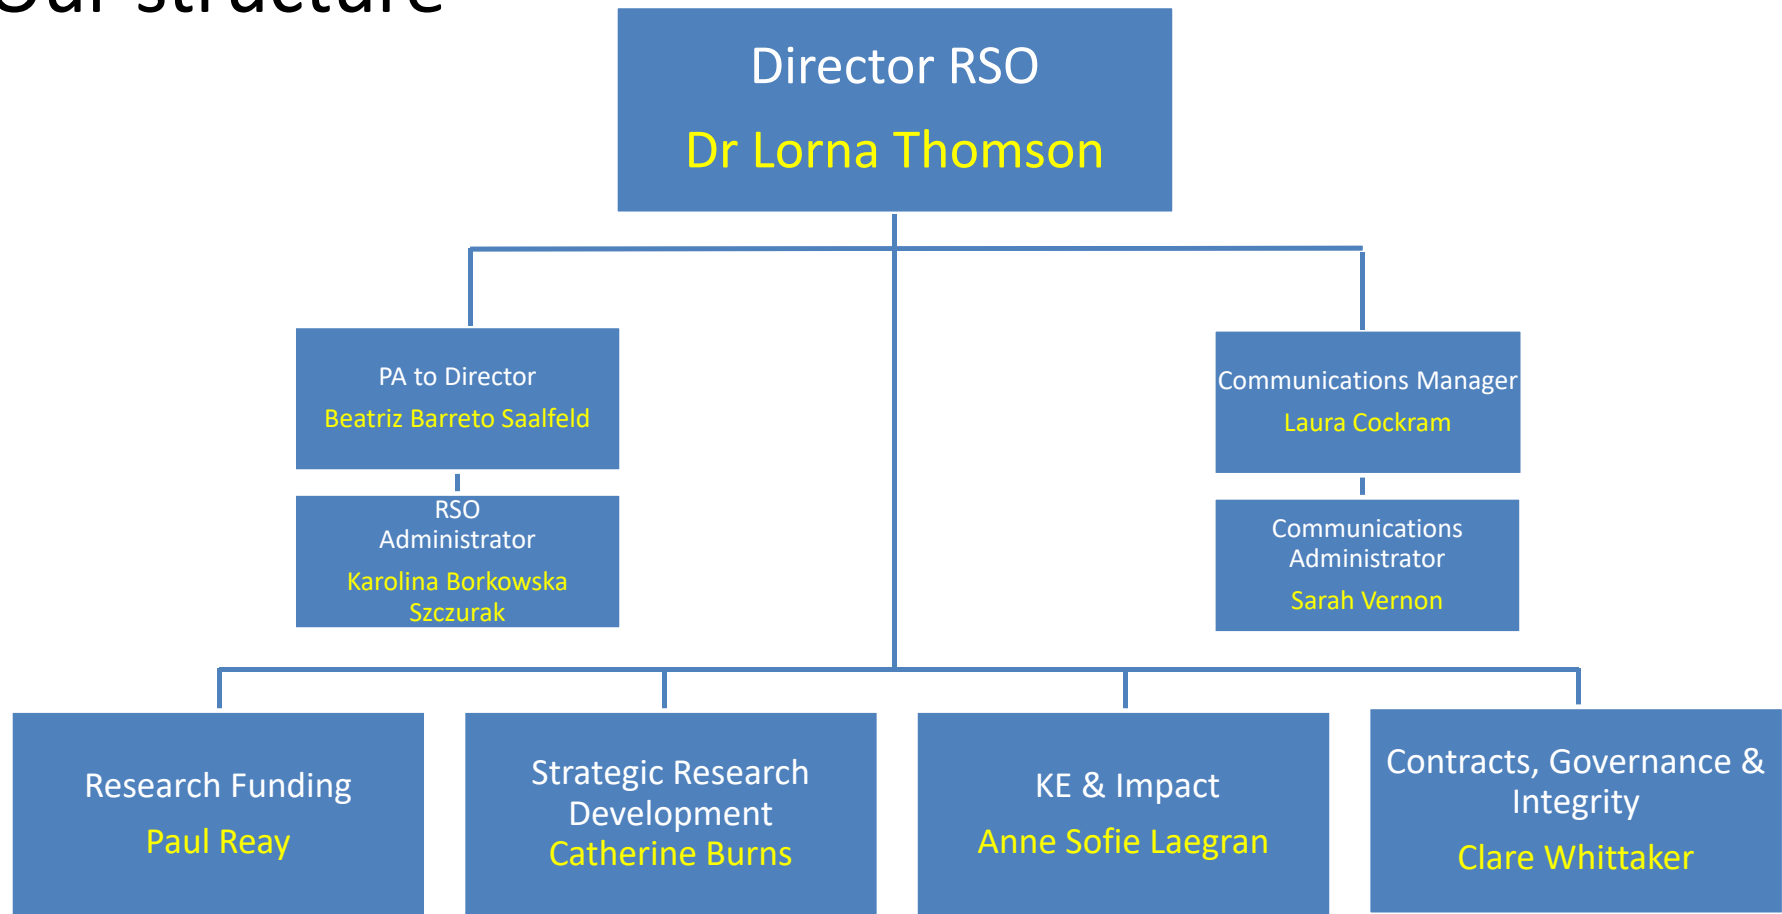 Our structure
Director RSO
Dr Lorna Thomson
PA to Director
Beatriz Barreto Saalfeld
Communications Manager
Laura Cockram
RSO
Administrator
Karolina Borkowska
Szczurak
Communications
Administrator
Sarah Vernon
Research Funding
Paul Reay
Strategic Research
Development
Catherine Burns
KE & Impact
Anne Sofie Laegran
Contracts, Governance &
Integrity
Clare Whittaker